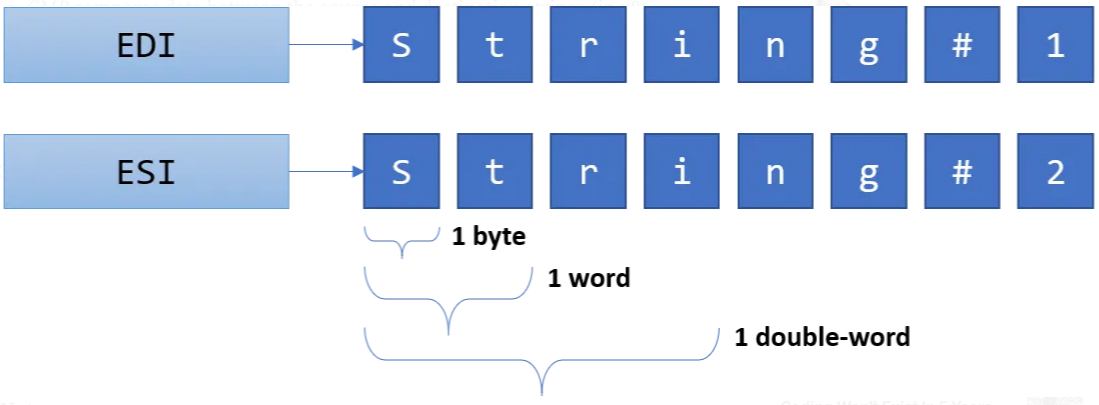 EDI S t r i n g # 1
ESI S t r i n g # 2
1 byte
1 word
1 double-word